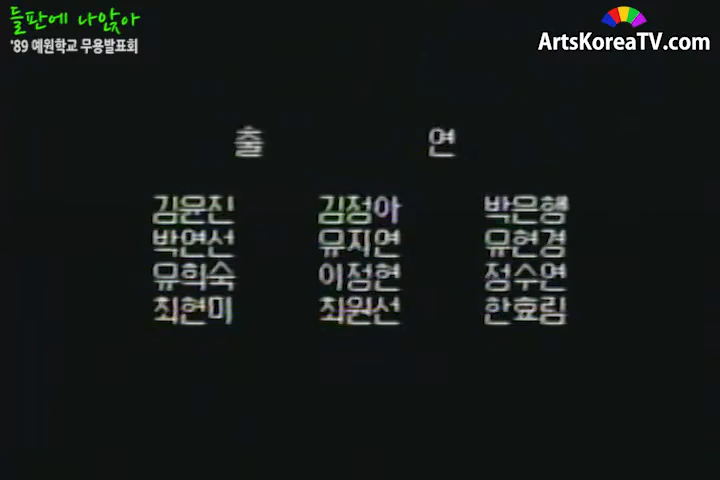 들판에 나앉아
'89 예원학교 무용발표회
ArtsKoreaTV.com
출 연
김윤진 김정아 박은행
박연선 유지연 유현경
유희숙 이정현 정수연
최현미 최원선 한효림